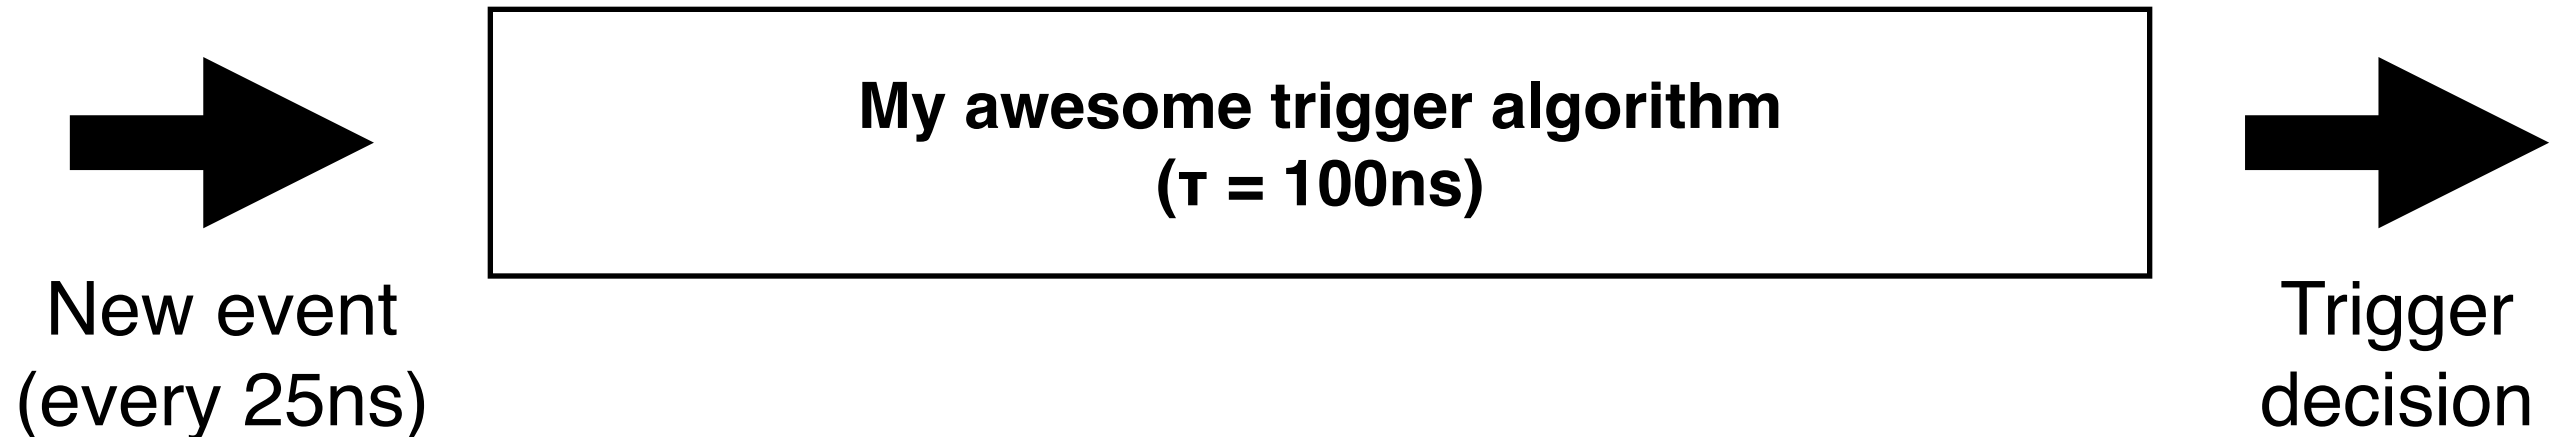 My awesome trigger algorithm
(τ = 100ns)
New event
(every 25ns)
Trigger
decision